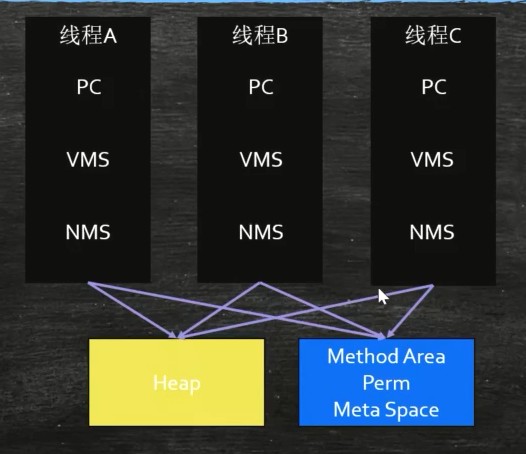 线程A
PC
VMS
NMS
线程B
PC
VMS
NMS
线程C
PC
VMS
NMS
Heap
Method Area
Perm
Meta Space